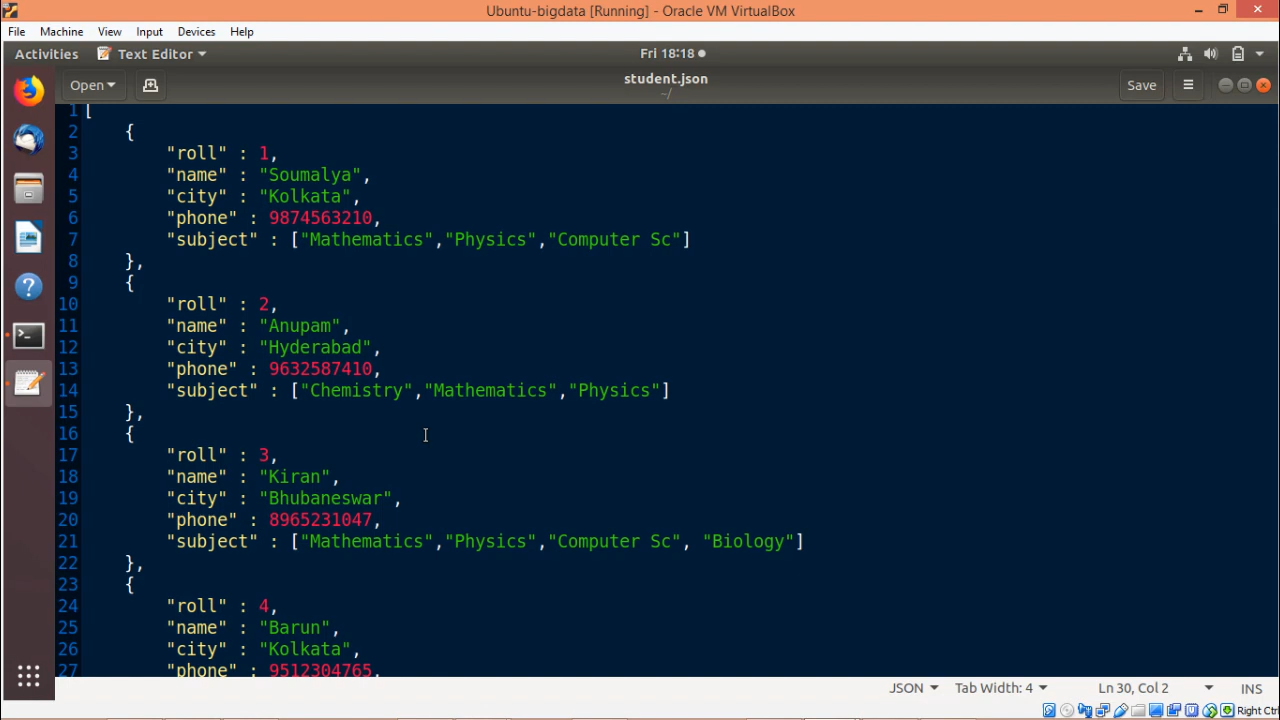 Ubuntu-bigdata [Running] - Oracle VM VirtualBox
File Machine View Input Devices Help
Activities Text Editor Fri 18:18
Open student.json Save
~/
1 [
2 {
3 "roll" : 1,
4 "name" : "Soumalya",
5 "city" : "Kolkata",
6 "phone" : 9874563210,
7 "subject" : ["Mathematics","Physics","Computer Sc"]
8 },
9 {
10 "roll" : 2,
11 "name" : "Anupam",
12 "city" : "Hyderabad",
13 "phone" : 9632587410,
14 "subject" : ["Chemistry","Mathematics","Physics"]
15 },
16 {
17 "roll" : 3,
18 "name" : "Kiran",
19 "city" : "Bhubaneswar",
20 "phone" : 8965231047,
21 "subject" : ["Mathematics","Physics","Computer Sc", "Biology"]
22 },
23 {
24 "roll" : 4,
25 "name" : "Barun",
26 "city" : "Kolkata",
27 "phone" : 9512304765,
JSON Tab Width: 4 Ln 30, Col 2 INS
Right Ctrl